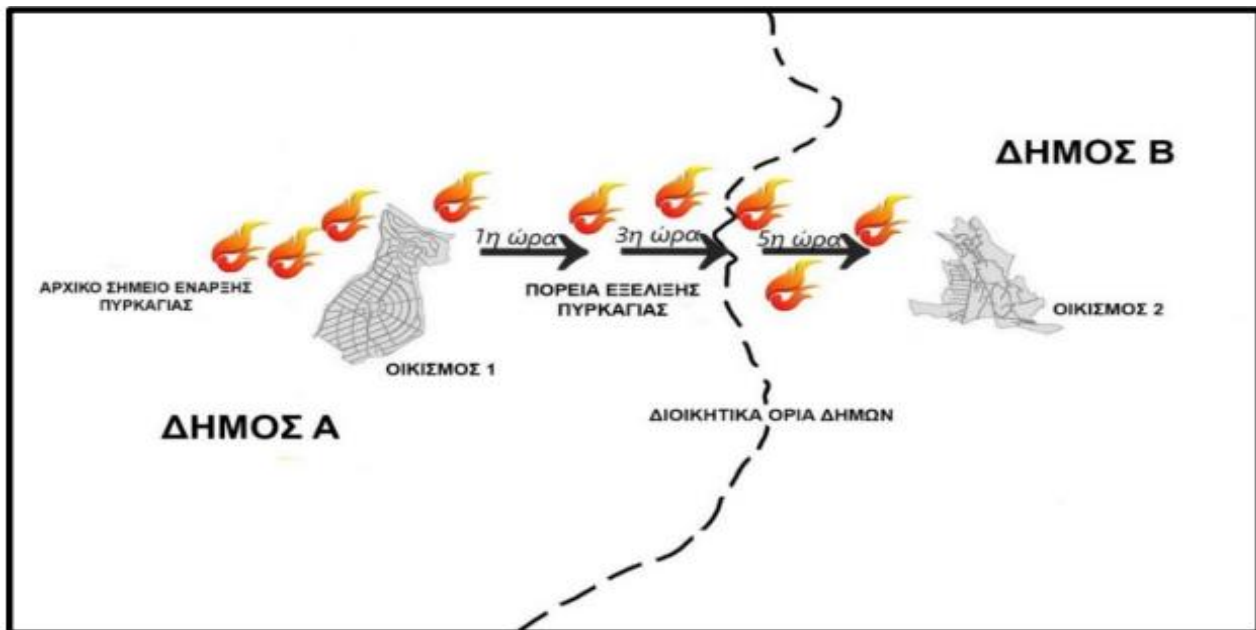 ΔΗΜΟΣ Β
1η ώρα
3η ώρα
5η ώρα
ΑΡΧΙΚΟ ΣΗΜΕΙΟ ΕΝΑΡΞΗΣ
ΠΥΡΚΑΓΙΑΣ
ΠΟΡΕΙΑ ΕΞΕΛΙΞΗΣ
ΠΥΡΚΑΓΙΑΣ
ΟΙΚΙΣΜΟΣ 2
ΟΙΚΙΣΜΟΣ 1
ΔΗΜΟΣ Α
ΔΙΟΙΚΗΤΙΚΑ ΟΡΙΑ ΔΗΜΩΝ